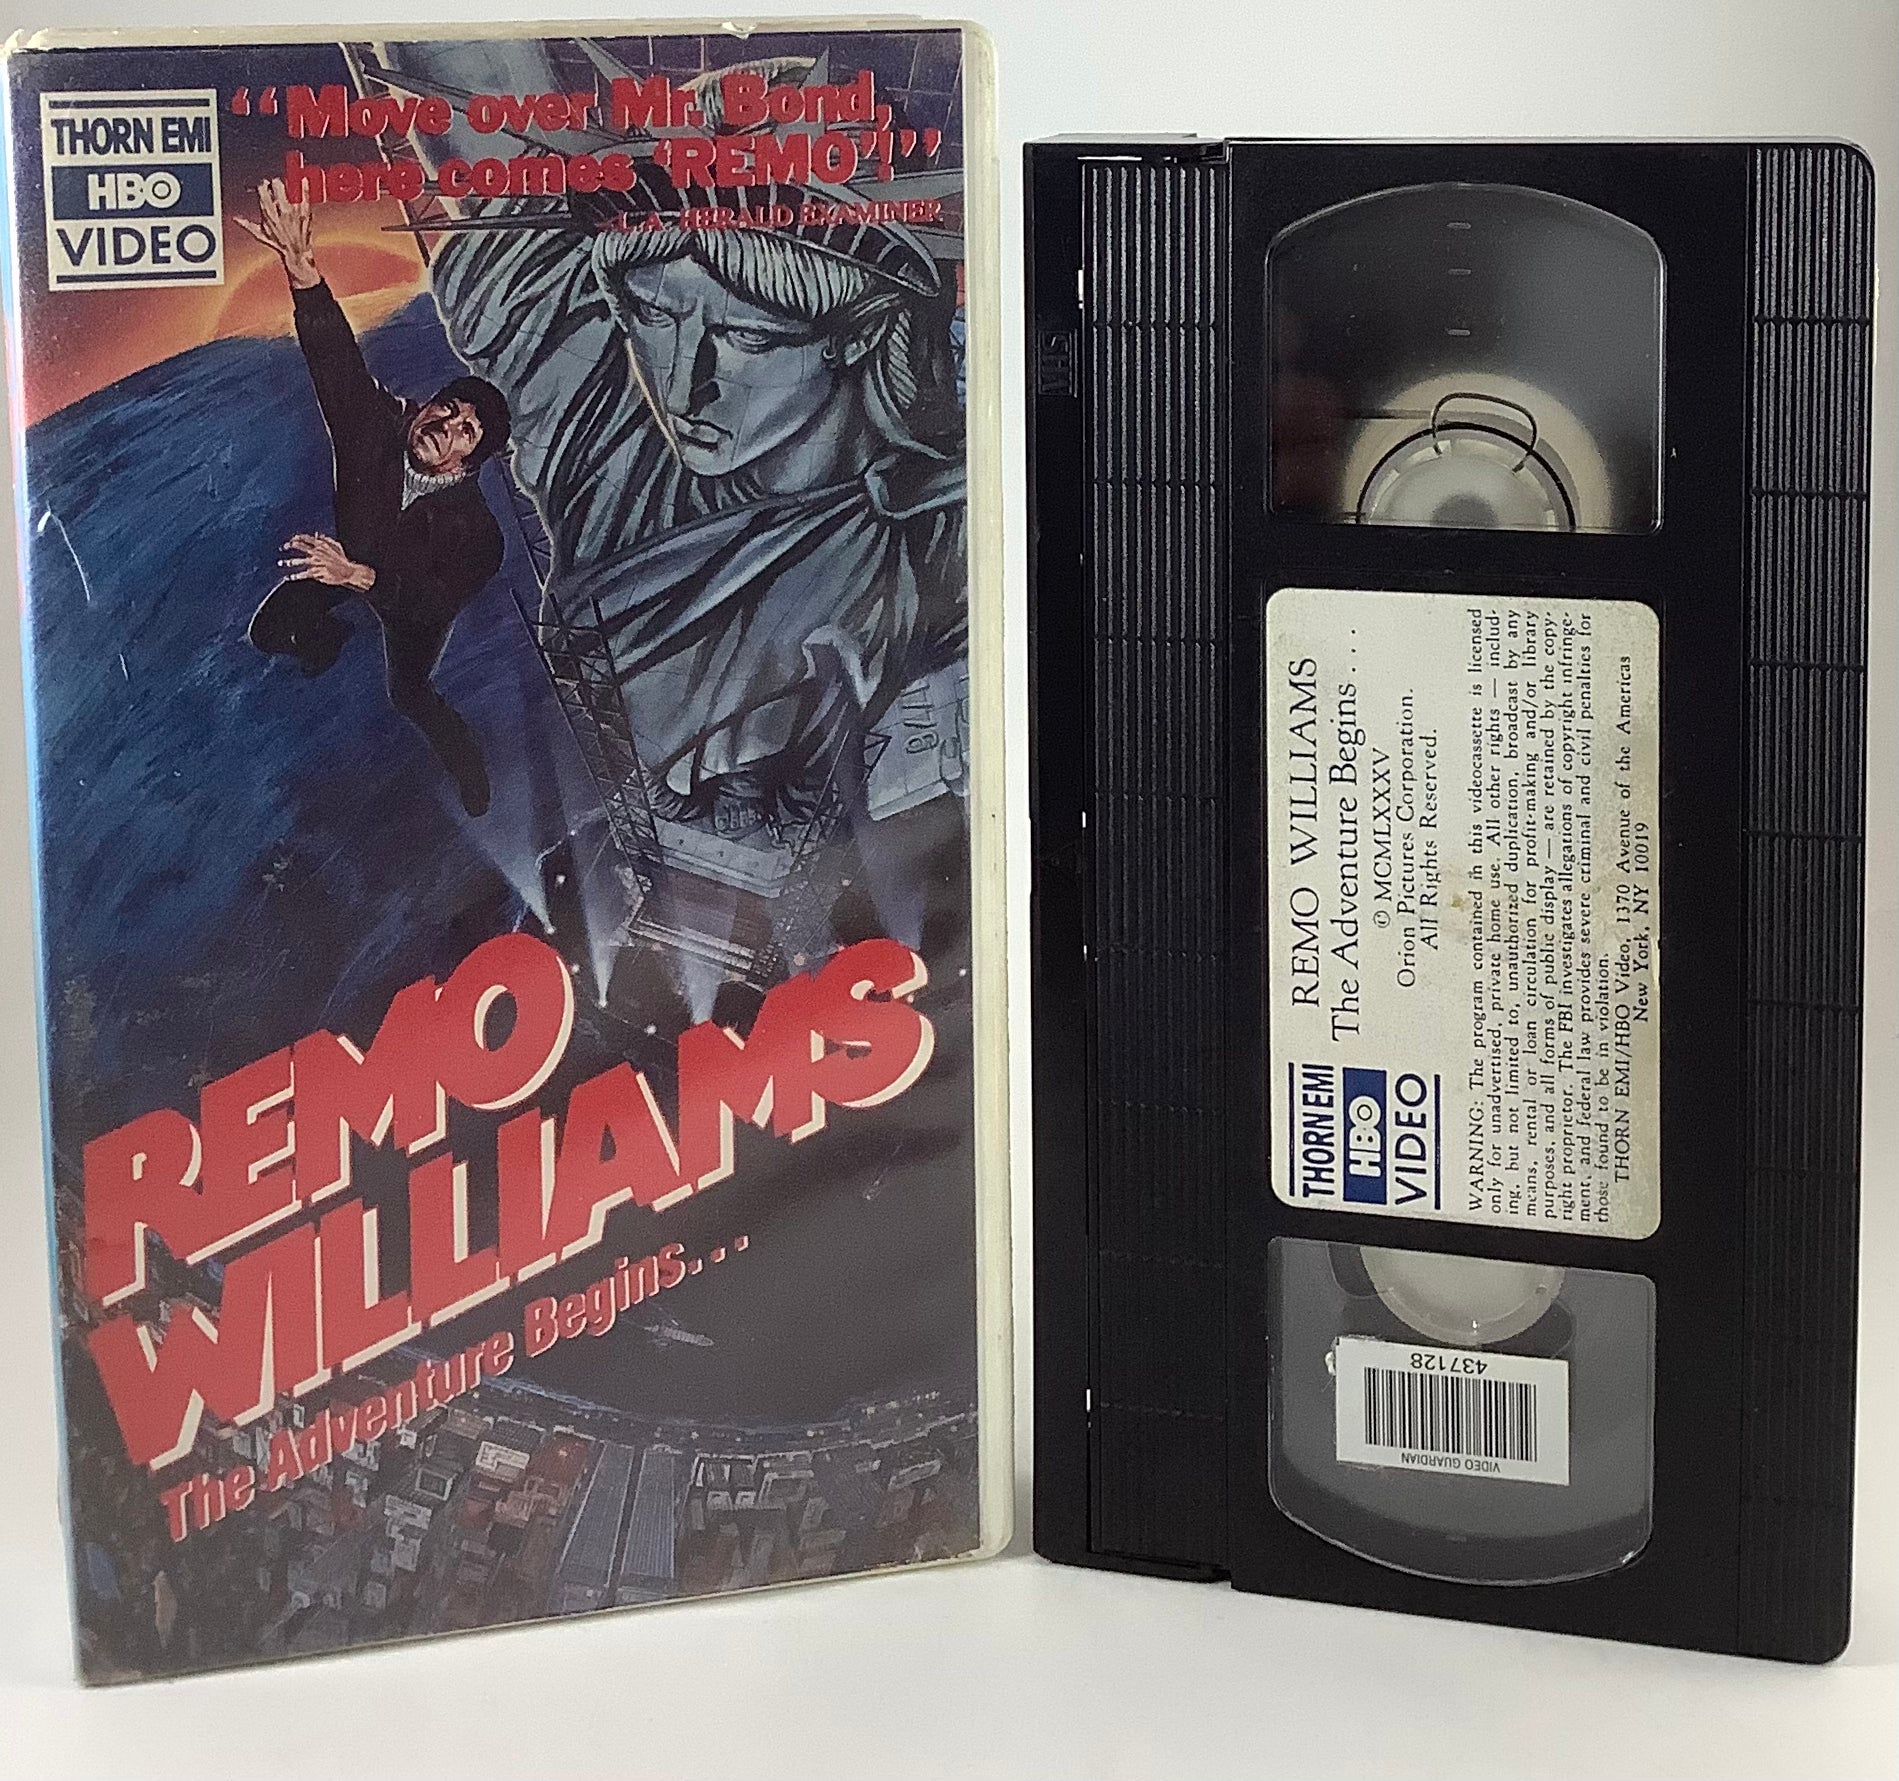 THORN EMI
HBO
VIDEO
“Move over Mr. Bond,
here comes ‘REMO’!”
L.A. HERALD EXAMINER
REMO
WILLIAMS
The Adventure Begins...
VHS
REMO WILLIAMS
The Adventure Begins . . .
© MCMLXXXV
Orion Pictures Corporation.
All Rights Reserved.
THORN EMI
HBO
VIDEO
WARNING: The program contained in this videocassette is licensed
only for unadvertised, private home use. All other rights — includ-
ing, but not limited to, unauthorized duplication, broadcast by any
means, rental or loan circulation for profit-making and/or library
purposes, and all forms of public display — are retained by the copy-
right proprietor. The FBI investigates allegations of copyright infringe-
ment, and federal law provides severe criminal and civil penalties for
those found to be in violation.
THORN EMI/HBO Video, 1370 Avenue of the Americas
New York, NY 10019
437128
VIDEO GUARDIAN